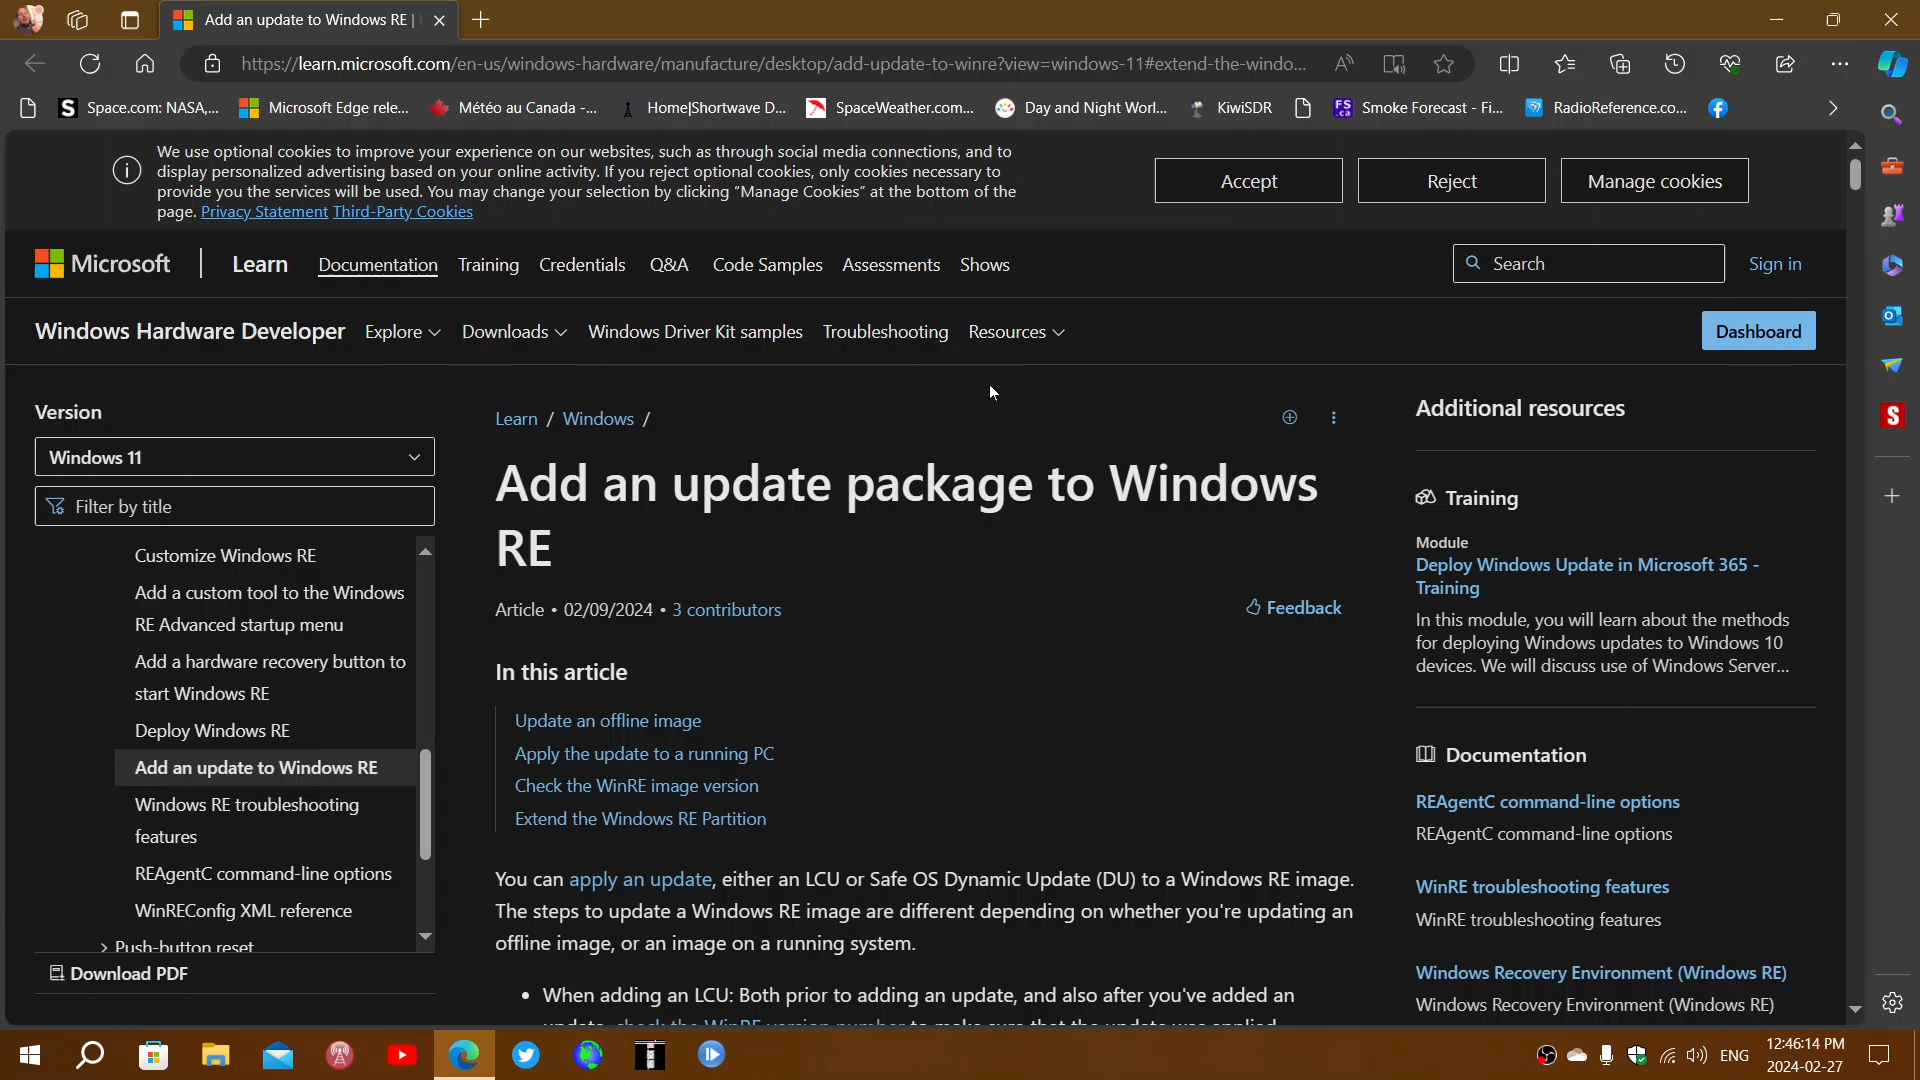 Add an update to Windows RE |
https://learn.microsoft.com/en-us/windows-hardware/manufacture/desktop/add-update-to-winre?view=windows-11#extend-the-windo...
Space.com: NASA,... Microsoft Edge rele... Météo au Canada -... Home|Shortwave D... SpaceWeather.com... Day and Night Worl... KiwiSDR FS .ca Smoke Forecast - Fi... RadioReference.co...
We use optional cookies to improve your experience on our websites, such as through social media connections, and to
display personalized advertising based on your online activity. If you reject optional cookies, only cookies necessary to
provide you the services will be used. You may change your selection by clicking "Manage Cookies" at the bottom of the
page. Privacy Statement Third-Party Cookies
Accept Reject Manage cookies
Microsoft | Learn Documentation Training Credentials Q&A Code Samples Assessments Shows Search Sign in
Windows Hardware Developer Explore Downloads Windows Driver Kit samples Troubleshooting Resources Dashboard
Version
Windows 11
Filter by title
Customize Windows RE
Add a custom tool to the Windows
RE Advanced startup menu
Add a hardware recovery button to
start Windows RE
Deploy Windows RE
Add an update to Windows RE
Windows RE troubleshooting
features
REAgentC command-line options
WinREConfig XML reference
> Push-button reset
Download PDF
Learn / Windows /
Add an update package to Windows
RE
Article • 02/09/2024 • 3 contributors
Feedback
In this article
Update an offline image
Apply the update to a running PC
Check the WinRE image version
Extend the Windows RE Partition
You can apply an update, either an LCU or Safe OS Dynamic Update (DU) to a Windows RE image.
The steps to update a Windows RE image are different depending on whether you're updating an
offline image, or an image on a running system.
• When adding an LCU: Both prior to adding an update, and also after you've added an
update, check the WinRE version number to make sure that the update was applied
Additional resources
Training
Module
Deploy Windows Update in Microsoft 365 -
Training
In this module, you will learn about the methods
for deploying Windows updates to Windows 10
devices. We will discuss use of Windows Server...
Documentation
REAgentC command-line options
REAgentC command-line options
WinRE troubleshooting features
WinRE troubleshooting features
Windows Recovery Environment (Windows RE)
Windows Recovery Environment (Windows RE)
ENG
12:46:14 PM
2024-02-27